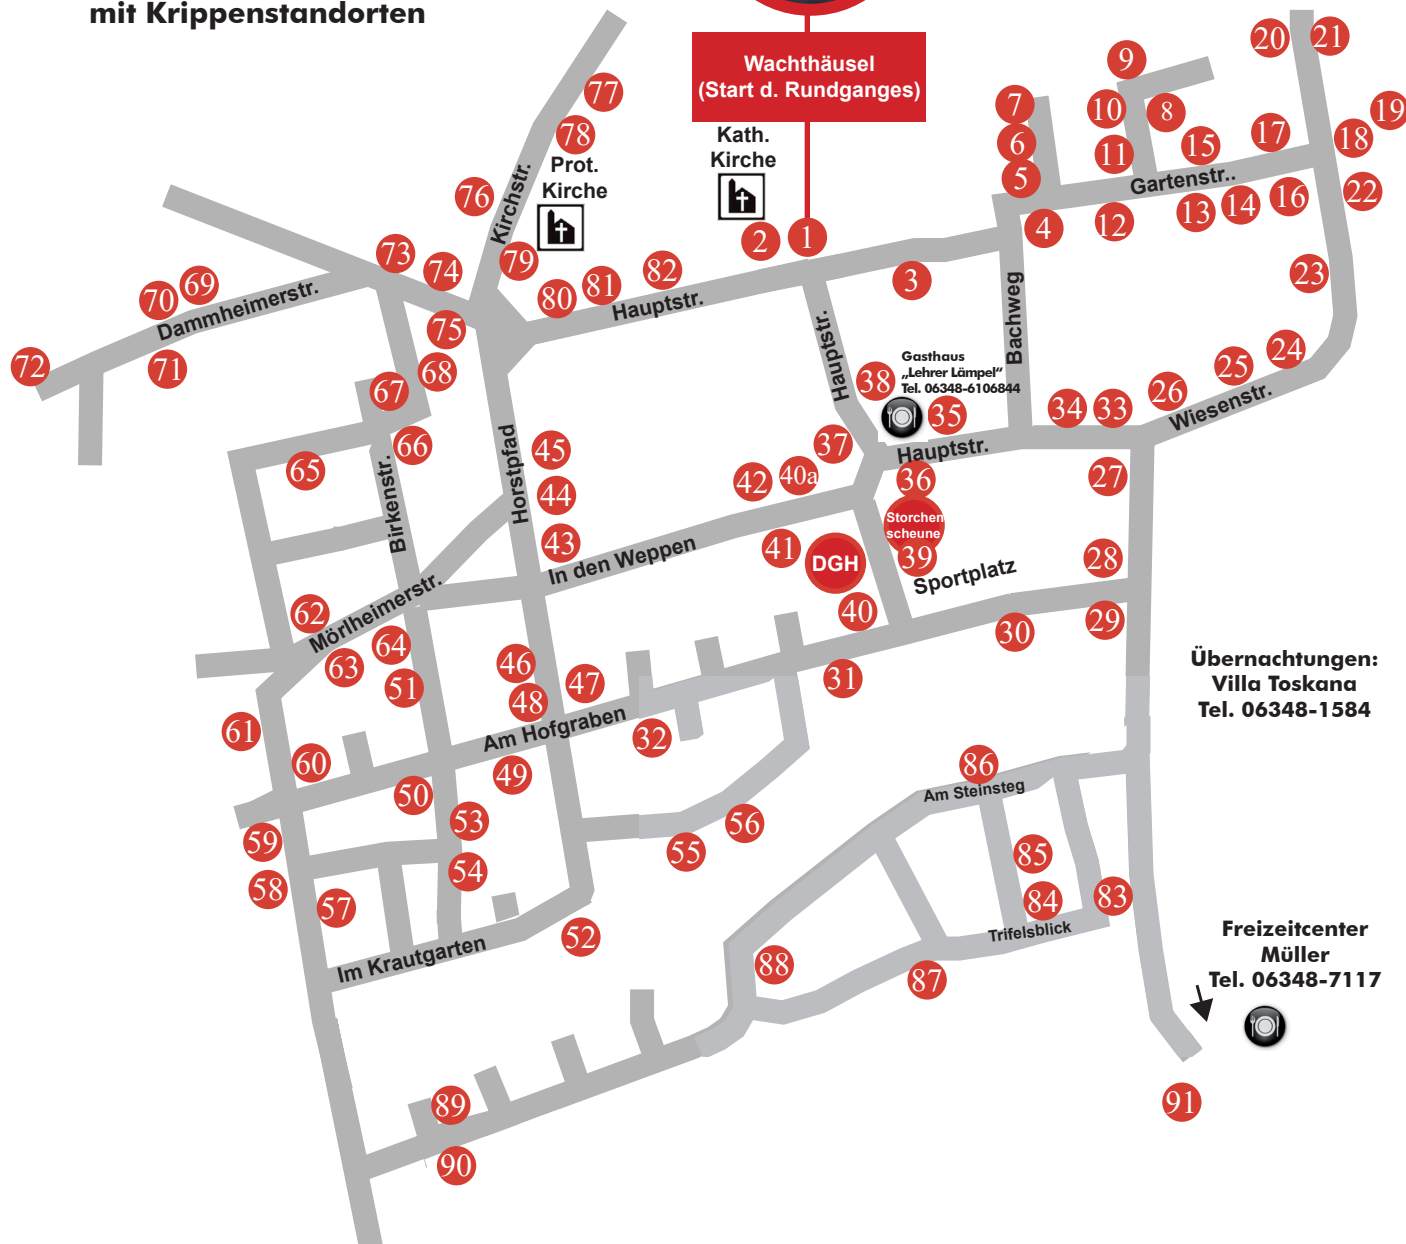 mit Krippenstandorten
Wachthäusel
(Start d. Rundganges)
Kath.
Kirche
Prot.
Kirche
Kirchstr.
Gartenstr..
Dammheimerstr.
Hauptstr.
Hauptstr.
Bachweg
Gasthaus
„Lehrer Lämpel“
Tel. 06348-6106844
Hauptstr.
Wiesenstr.
Horstpfad
Birkenstr.
In den Weppen
Mörlheimerstr.
Storchen
scheune
DGH
Sportplatz
Am Hofgraben
Übernachtungen:
Villa Toskana
Tel. 06348-1584
Am Steinsteg
Trifelsblick
Im Krautgarten
Freizeitcenter
Müller
Tel. 06348-7117
1
2
3
4
5
6
7
8
9
10
11
12
13
14
15
16
17
18
19
20
21
22
23
24
25
26
27
28
29
30
31
32
33
34
35
36
37
38
39
40
40a
41
42
43
44
45
46
47
48
49
50
51
52
53
54
55
56
57
58
59
60
61
62
63
64
65
66
67
68
69
70
71
72
73
74
75
76
77
78
79
80
81
82
83
84
85
86
87
88
89
90
91